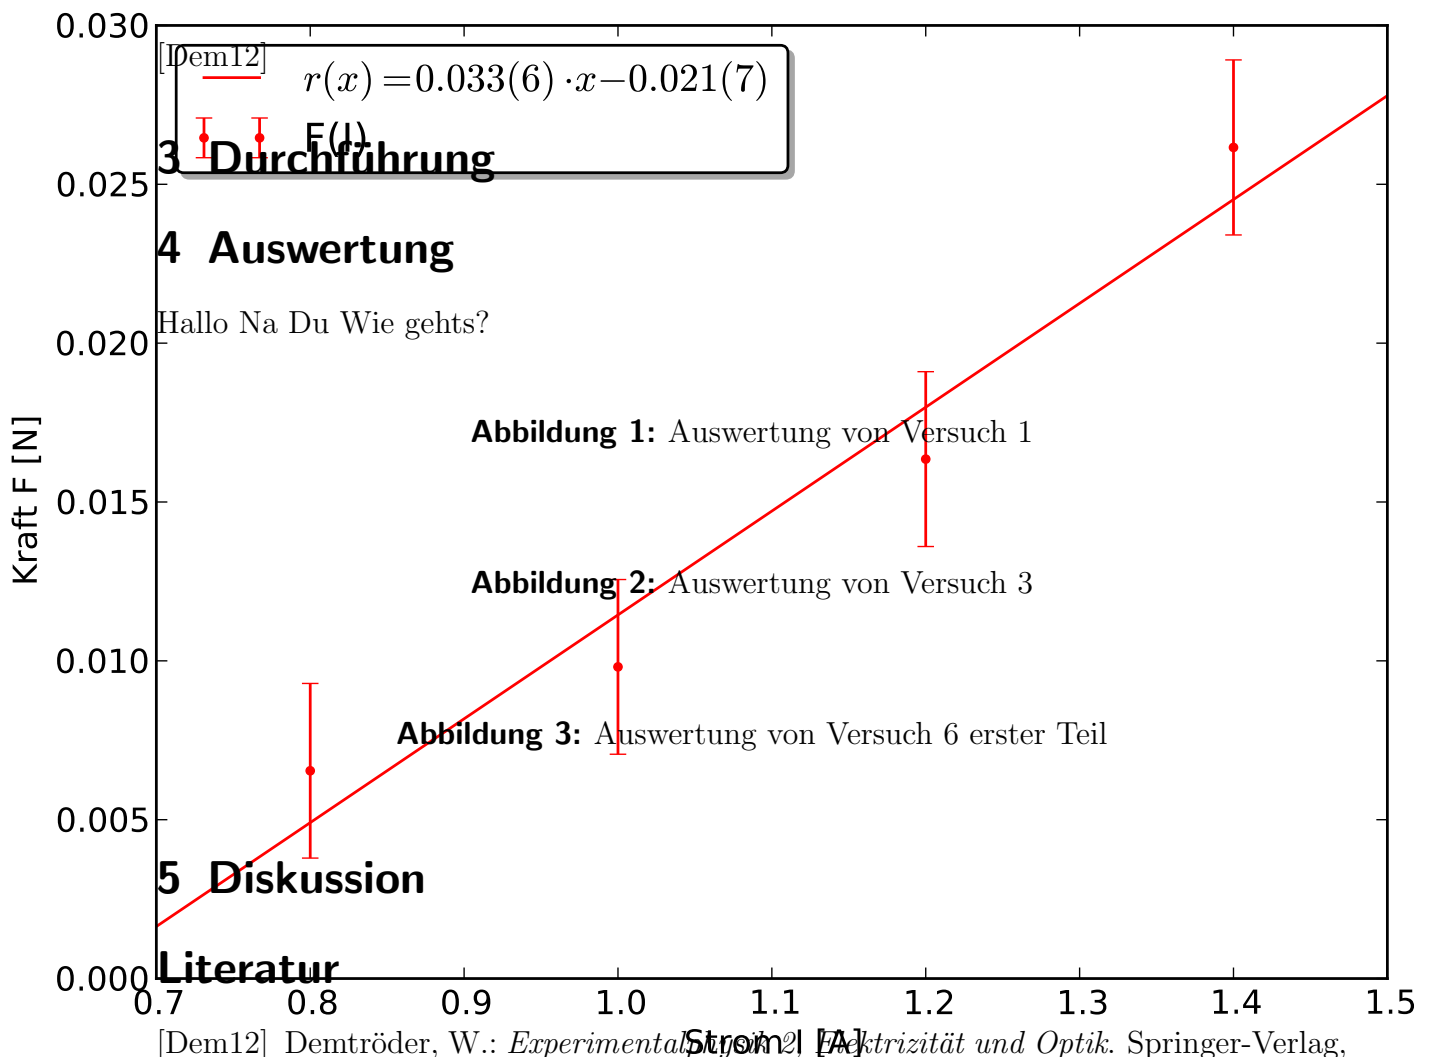 0.030
[Dem12]
r(x) =0.033(6) ·x−0.021(7)
F(I)
3 Durchführung
0.025
4 Auswertung
Hallo Na Du Wie gehts?
0.020
Abbildung 1: Auswertung von Versuch 1
Kraft F [N]
0.015
Abbildung 2: Auswertung von Versuch 3
0.010
Abbildung 3: Auswertung von Versuch 6 erster Teil
0.005
5 Diskussion
Literatur
0.000
0.7 0.8 0.9 1.0 1.1 1.2 1.3 1.4 1.5
Strom I [A]
[Dem12] Demtröder, W.: Experimentalphysik 2, Elektrizität und Optik. Springer-Verlag,